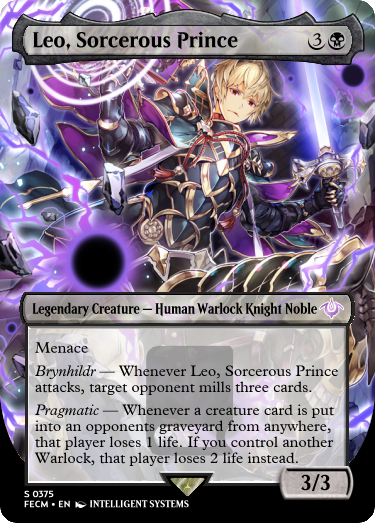 Leo, Sorcerous Prince 3
Legendary Creature — Human Warlock Knight Noble
Menace
Brynhildr — Whenever Leo, Sorcerous Prince
attacks, target opponent mills three cards.
Pragmatic — Whenever a creature card is put
into an opponents graveyard from anywhere,
that player loses 1 life. If you control another
Warlock, that player loses 2 life instead.
3/3
S 0375
FECM • EN INTELLIGENT SYSTEMS